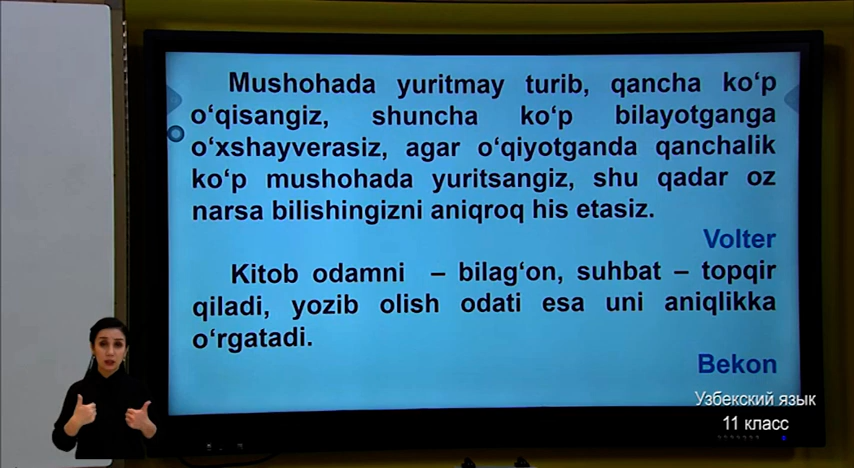 Mushohada yuritmay turib, qancha ko‘p
o‘qisangiz, shuncha ko‘p bilayotganga
o‘xshayverasiz, agar o‘qiyotganda qanchalik
ko‘p mushohada yuritsangiz, shu qadar oz
narsa bilishingizni aniqroq his etasiz.
Volter
Kitob odamni – bilag‘on, suhbat – topqir
qiladi, yozib olish odati esa uni aniqlikka
o‘rgatadi.
Bekon
Узбекский язык
11 класс